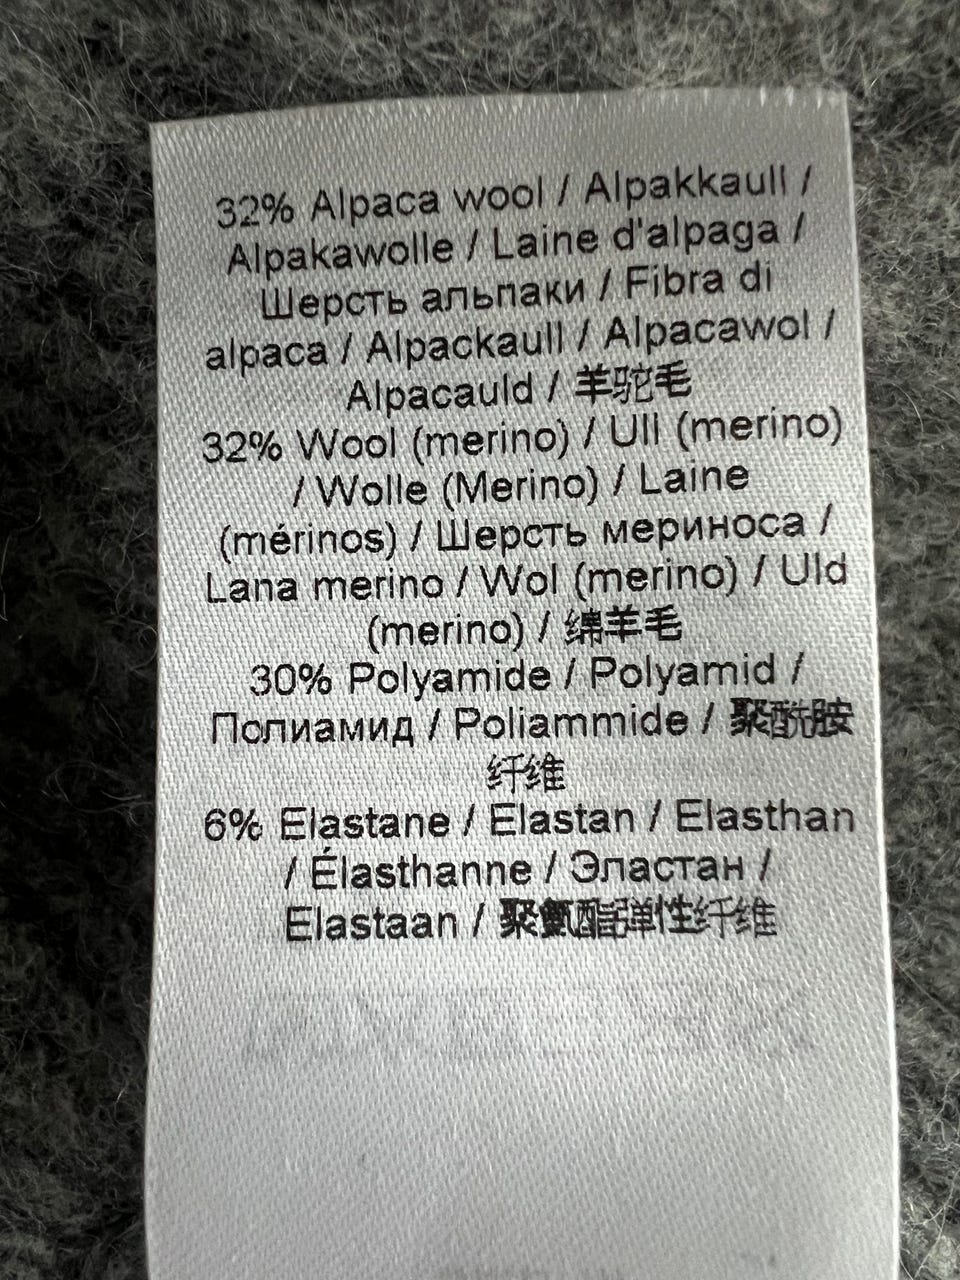 32% Alpaca wool / Alpakkaull /
Alpakawolle / Laine d'alpaga /
Шерсть альпаки / Fibra di
alpaca / Alpackaull / Alpacawol /
Alpacauld / 羊驼毛
32% Wool (merino) / Ull (merino)
/ Wolle (Merino) / Laine
(mérinos) / Шерсть мериноса /
Lana merino / Wol (merino) / Uld
(merino) / 绵羊毛
30% Polyamide / Polyamid /
Полиамид / Poliammide / 聚酰胺
纤维
6% Elastane / Elastan / Elasthan
/ Élasthanne / Эластан /
Elastaan / 聚氨酯弹性纤维